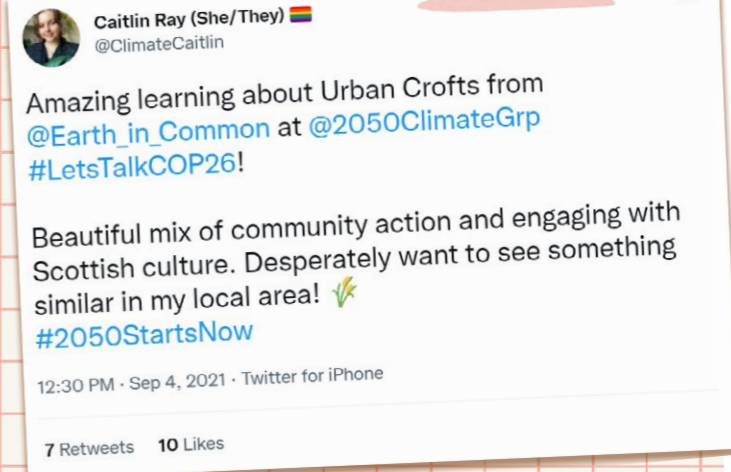 Caitlin Ray (She/They) 🏳️‍🌈
@ClimateCaitlin
Amazing learning about Urban Crofts from
@Earth_in_Common at @2050ClimateGrp
#LetsTalkCOP26!
Beautiful mix of community action and engaging with
Scottish culture. Desperately want to see something
similar in my local area! 🌾
#2050StartsNow
12:30 PM · Sep 4, 2021 · Twitter for iPhone
7 Retweets 10 Likes